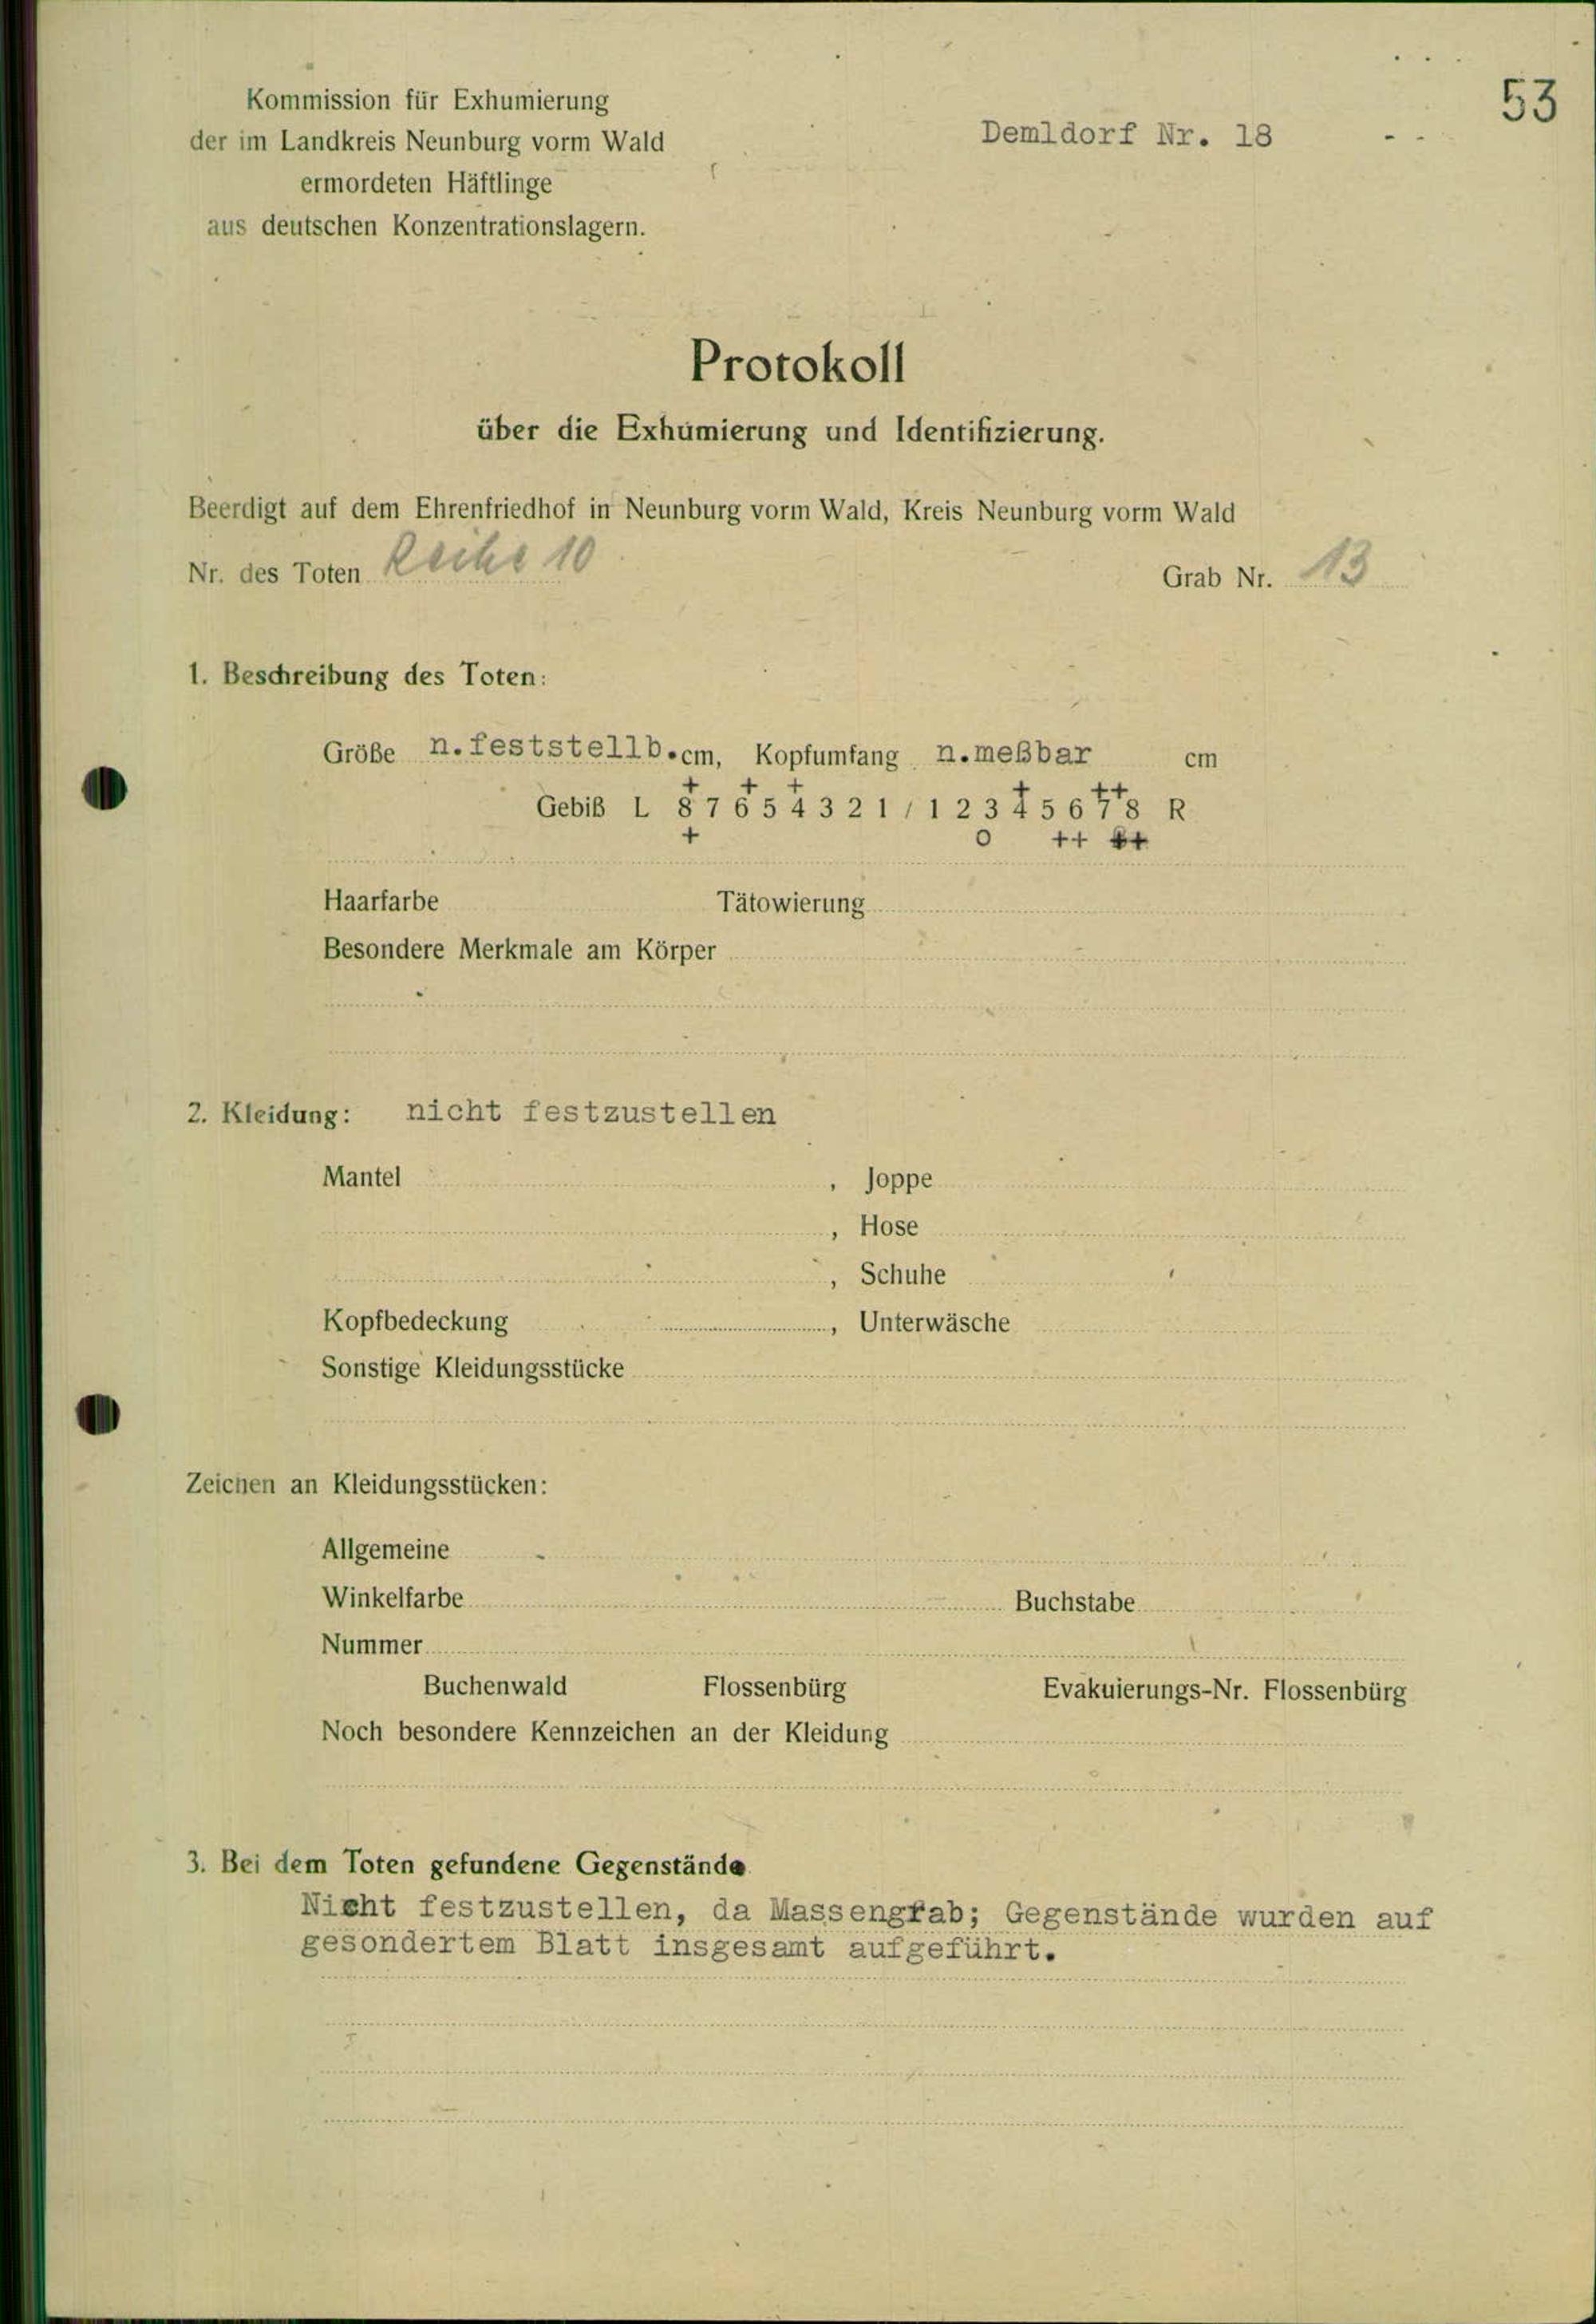 53
Kommission für Exhumierung
der im Landkreis Neunburg vorm Wald
ermordeten Häftlinge
aus deutschen Konzentrationslagern.
Demldorf Nr. 18
Protokoll
über die Exhumierung und Identifizierung.
Beerdigt auf dem Ehrenfriedhof in Neunburg vorm Wald, Kreis Neunburg vorm Wald
Nr. des Toten Reihe 10 Grab Nr. 13
1. Beschreibung des Toten:
Größe n.feststellb.cm, Kopfumfang n.meßbar cm
+ + + + ++
Gebiß L 8 7 6 5 4 3 2 1 / 1 2 3 4 5 6 7 8 R
+ o ++ ++
Haarfarbe Tätowierung
Besondere Merkmale am Körper
2. Kleidung: nicht festzustellen
Mantel , Joppe
, Hose
, Schuhe
Kopfbedeckung , Unterwäsche
Sonstige Kleidungsstücke
Zeichen an Kleidungsstücken:
Allgemeine
Winkelfarbe Buchstabe
Nummer
Buchenwald Flossenbürg Evakuierungs-Nr. Flossenbürg
Noch besondere Kennzeichen an der Kleidung
3. Bei dem Toten gefundene Gegenstände
Nicht festzustellen, da Massengrab; Gegenstände wurden auf
gesondertem Blatt insgesamt aufgeführt.